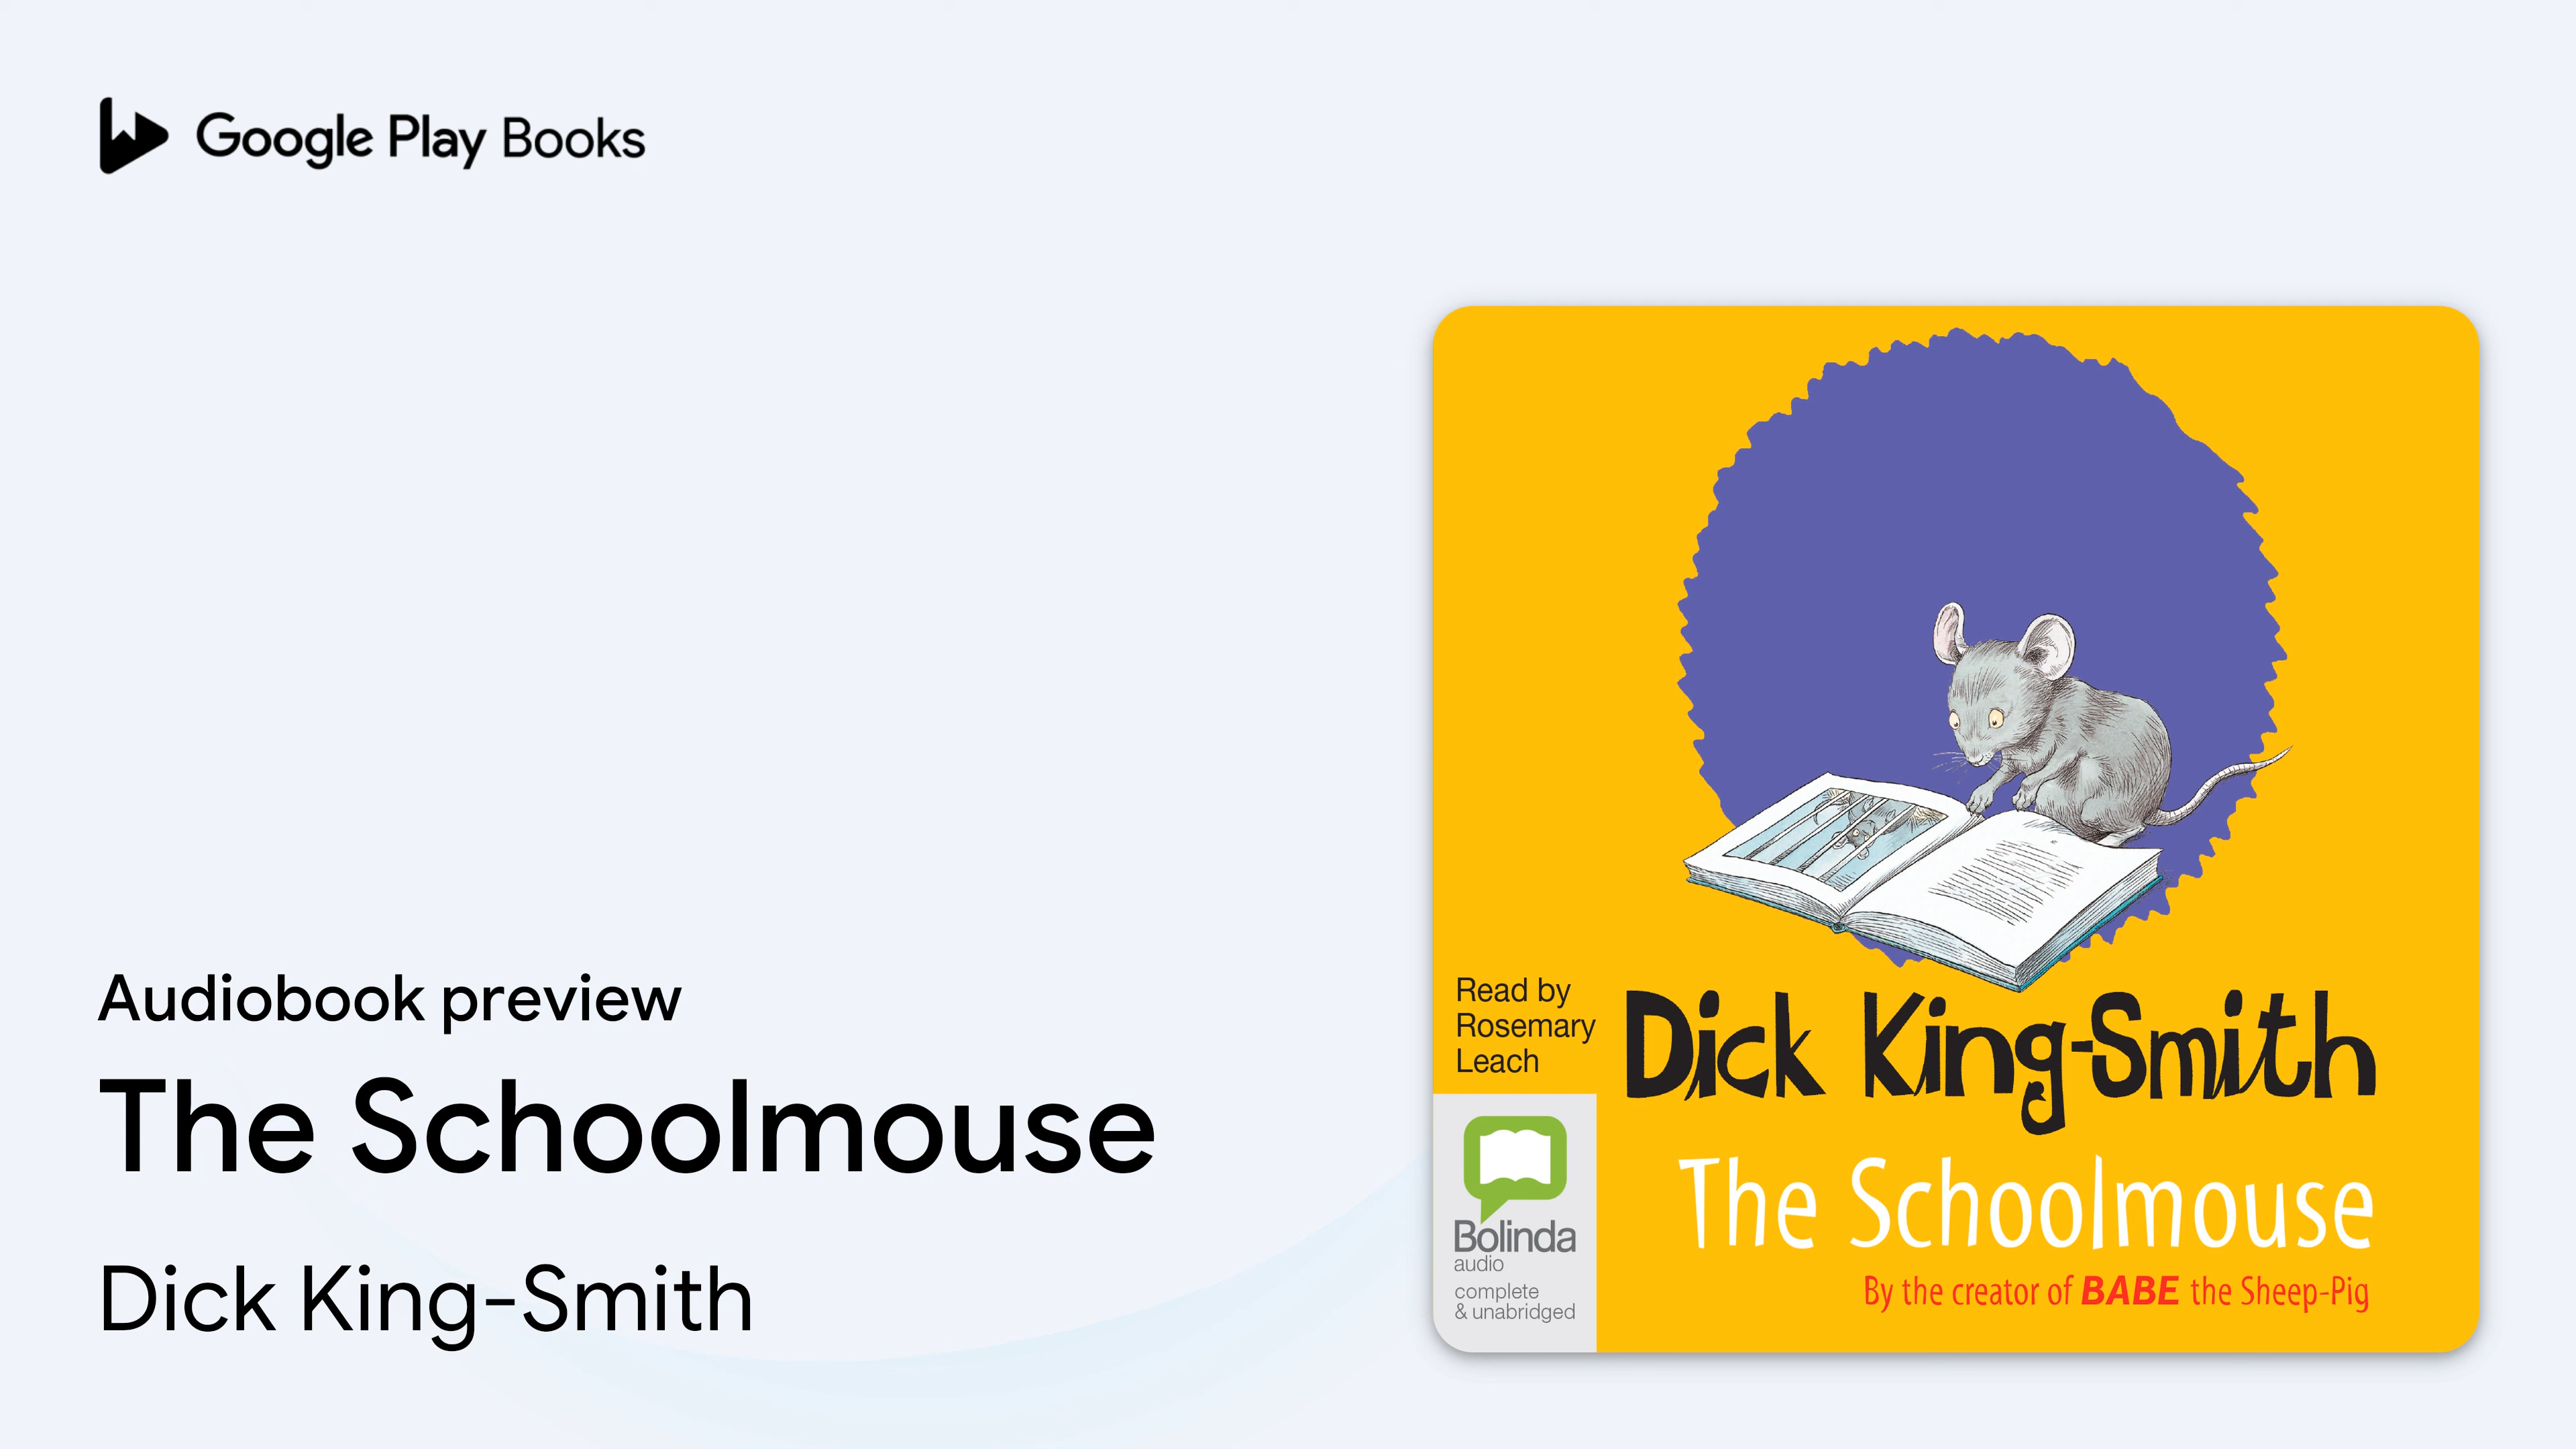 Google Play Books
Audiobook preview
The Schoolmouse
Dick King-Smith
Read by
Rosemary
Leach
Dick King-Smith
The Schoolmouse
By the creator of BABE the Sheep-Pig
Bolinda
audio
complete
& unabridged